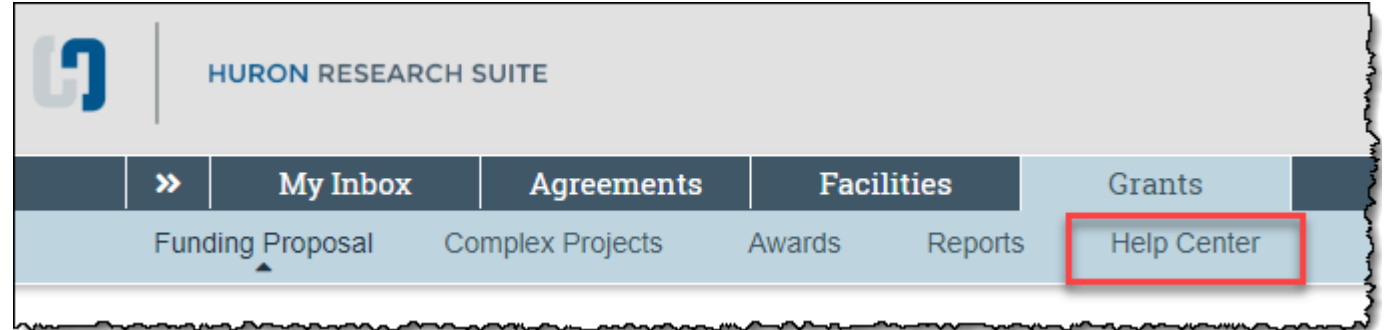 HURON RESEARCH SUITE
» My Inbox Agreements Facilities Grants
Funding Proposal Complex Projects Awards Reports Help Center